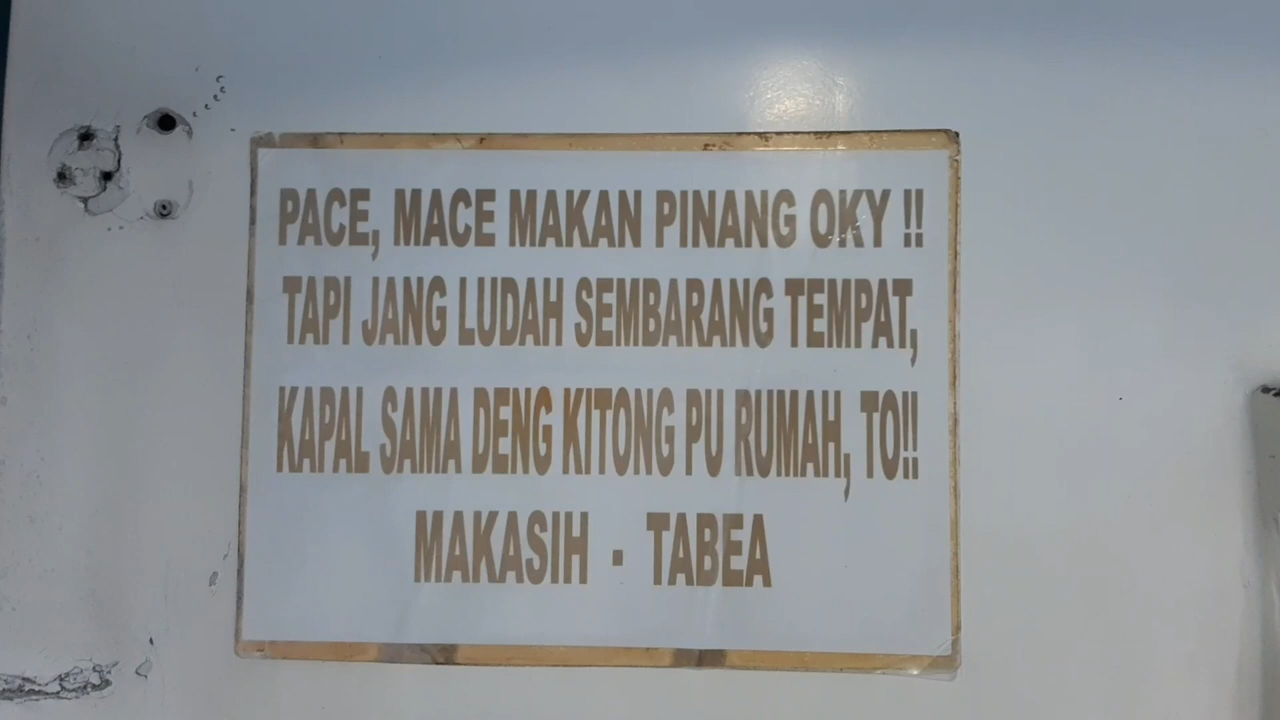 PACE, MACE MAKAN PINANG OKY !!
TAPI JANG LUDAH SEMBARANG TEMPAT,
KAPAL SAMA DENG KITONG PU RUMAH, TO!!
MAKASIH - TABEA